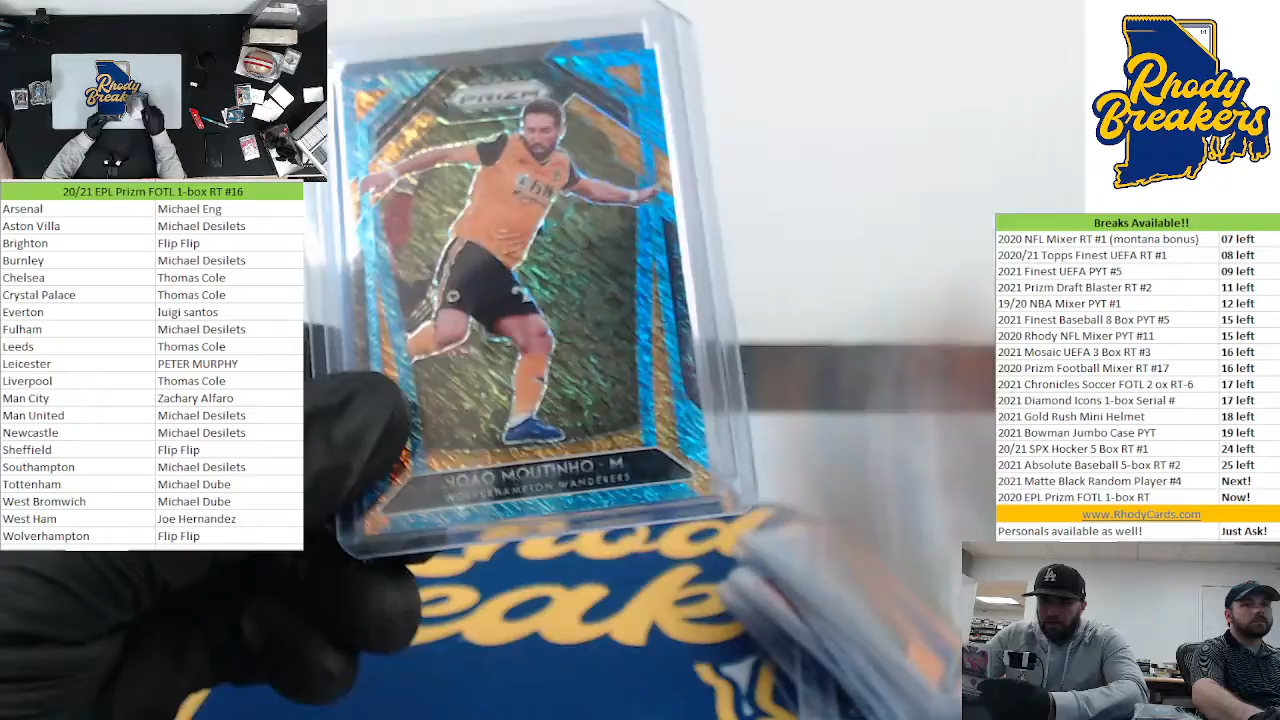 20/21 EPL Prizm FOTL 1-box RT #16
Arsenal Michael Eng
Aston Villa Michael Desilets
Brighton Flip Flip
Burnley Michael Desilets
Chelsea Thomas Cole
Crystal Palace Thomas Cole
Everton luigi santos
Fulham Michael Desilets
Leeds Thomas Cole
Leicester PETER MURPHY
Liverpool Thomas Cole
Man City Zachary Alfaro
Man United Michael Desilets
Newcastle Michael Desilets
Sheffield Flip Flip
Southampton Michael Desilets
Tottenham Michael Dube
West Bromwich Michael Dube
West Ham Joe Hernandez
Wolverhampton Flip Flip
PRIZM
JOAO MOUTINHO - M
WOLVERHAMPTON WANDERERS
Rhody
Breakers
Breaks Available!!
2020 NFL Mixer RT #1 (montana bonus) 07 left
2020/21 Topps Finest UEFA RT #1 08 left
2021 Finest UEFA PYT #5 09 left
2021 Prizm Draft Blaster RT #2 11 left
19/20 NBA Mixer PYT #1 12 left
2021 Finest Baseball 8 Box PYT #5 15 left
2020 Rhody NFL Mixer PYT #11 15 left
2021 Mosaic UEFA 3 Box RT #3 16 left
2020 Prizm Football Mixer RT #17 16 left
2021 Chronicles Soccer FOTL 2 ox RT-6 17 left
2021 Diamond Icons 1-box Serial # 17 left
2021 Gold Rush Mini Helmet 18 left
2021 Bowman Jumbo Case PYT 19 left
20/21 SPX Hocker 5 Box RT #1 24 left
2021 Absolute Baseball 5-box RT #2 25 left
2021 Matte Black Random Player #4 Next!
2020 EPL Prizm FOTL 1-box RT Now!
www.RhodyCards.com
Personals available as well! Just Ask!